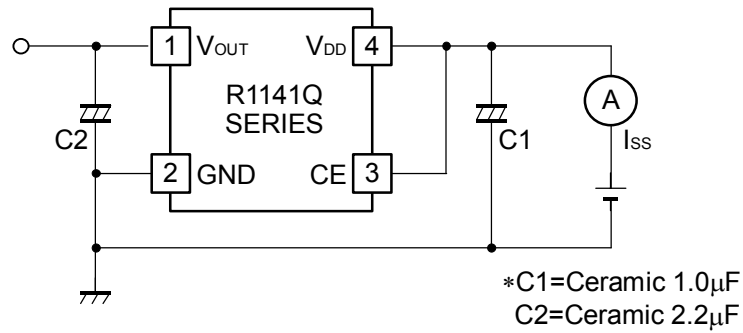 1 VOUT VDD 4
R1141Q
SERIES
A
C2 C1 ISS
2 GND CE 3
*C1=Ceramic 1.0μF
C2=Ceramic 2.2μF